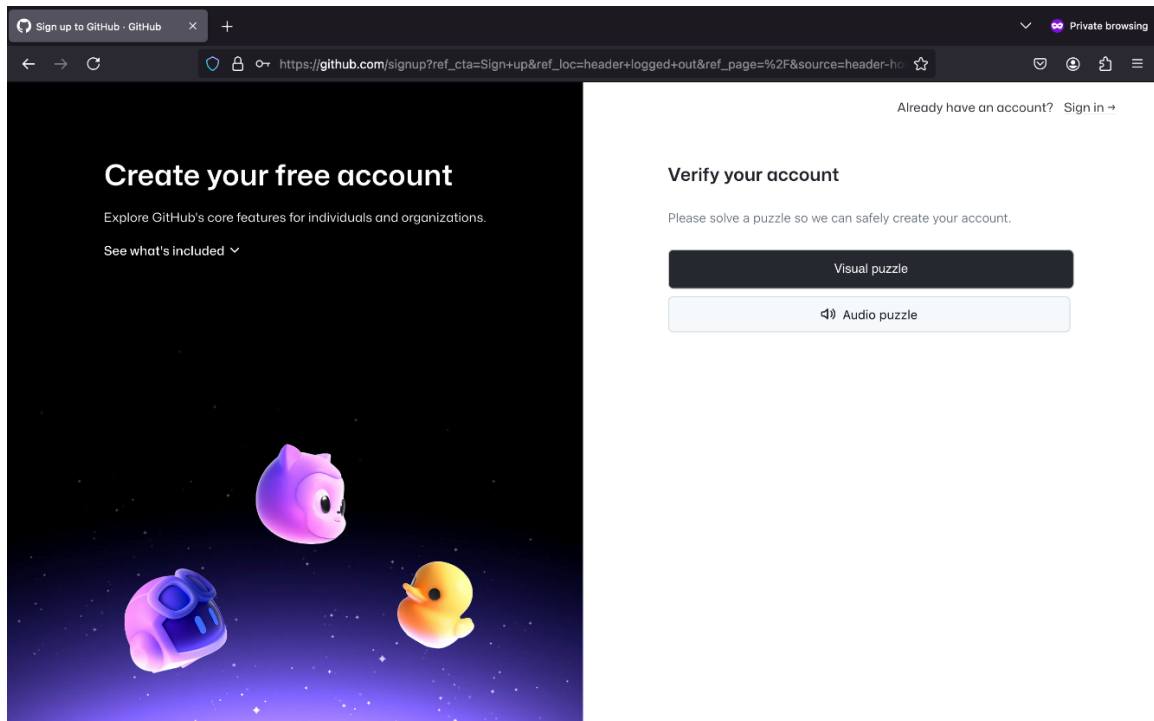 Sign up to GitHub · GitHub
Private browsing
https://github.com/signup?ref_cta=Sign+up&ref_loc=header+logged+out&ref_page=%2F&source=header-ho
Already have an account? Sign in →
Create your free account
Explore GitHub's core features for individuals and organizations.
See what's included
Verify your account
Please solve a puzzle so we can safely create your account.
Visual puzzle
Audio puzzle